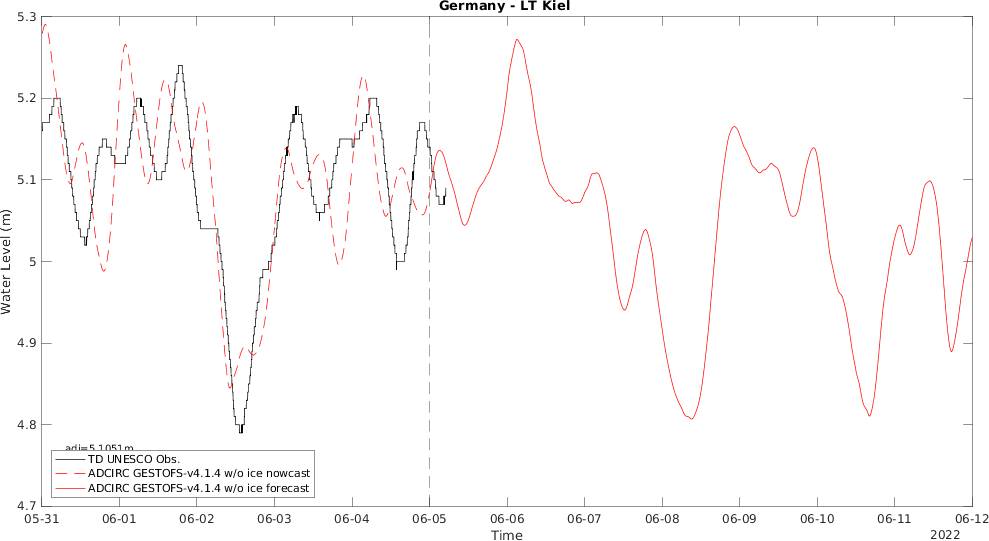 Germany - LT Kiel
5.3
5.2
5.1
5
4.9
4.8
4.7
Water Level (m)
adj=5.1051m
TD UNESCO Obs.
ADCIRC GESTOFS-v4.1.4 w/o ice nowcast
ADCIRC GESTOFS-v4.1.4 w/o ice forecast
05-31 06-01 06-02 06-03 06-04 06-05 06-06 06-07 06-08 06-09 06-10 06-11 06-12
Time
2022